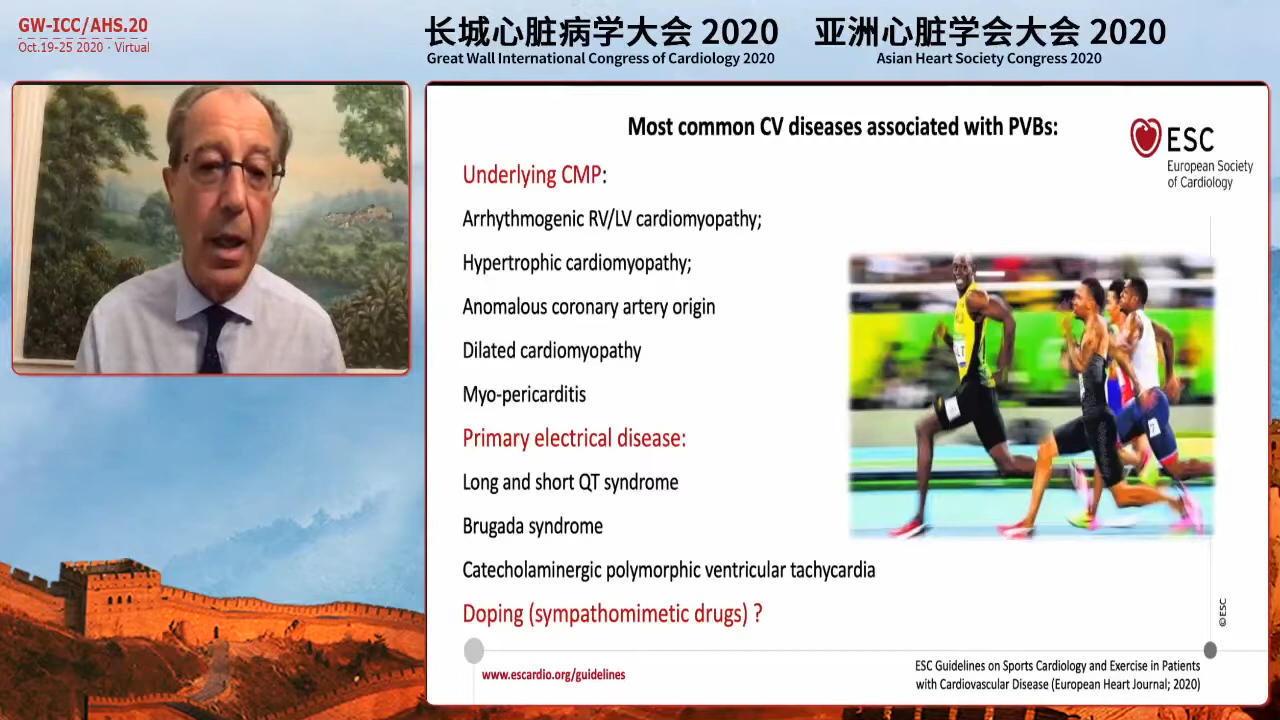 GW-ICC/AHS.20
Oct.19-25 2020 · Virtual
长城心脏病学大会 2020
Great Wall International Congress of Cardiology 2020
亚洲心脏学会大会 2020
Asian Heart Society Congress 2020
Most common CV diseases associated with PVBs:
ESC
European Society
of Cardiology
Underlying CMP:
Arrhythmogenic RV/LV cardiomyopathy;
Hypertrophic cardiomyopathy;
Anomalous coronary artery origin
Dilated cardiomyopathy
Myo-pericarditis
Primary electrical disease:
Long and short QT syndrome
Brugada syndrome
Catecholaminergic polymorphic ventricular tachycardia
Doping (sympathomimetic drugs) ?
LT
7
©ESC
www.escardio.org/guidelines
ESC Guidelines on Sports Cardiology and Exercise in Patients
with Cardiovascular Disease (European Heart Journal; 2020)